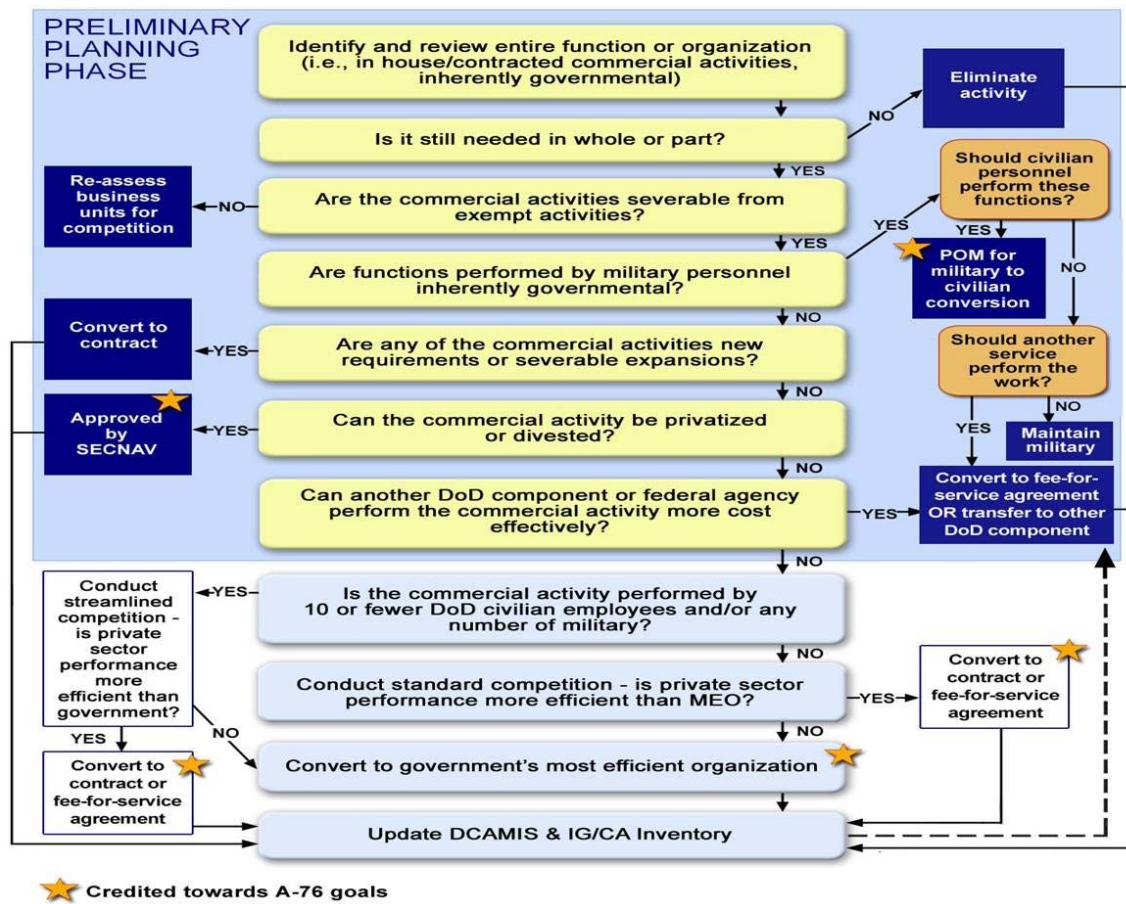 PRELIMINARY
PLANNING
PHASE
Identify and review entire function or organization
(i.e., in house/contracted commercial activities,
inherently governmental)
Eliminate
activity
NO
Is it still needed in whole or part?
YES
Should civilian
personnel
perform these
functions?
Re-assess
business
units for
competition
NO
Are the commercial activities severable from
exempt activities?
YES
YES
YES
NO
Are functions performed by military personnel
inherently governmental?
POM for
military to
civilian
conversion
NO
Convert to
contract
YES
Are any of the commercial activities new
requirements or severable expansions?
Should another
service
perform the
work?
NO
Approved
by
SECNAV
YES
Can the commercial activity be privatized
or divested?
YES
NO
Maintain
military
NO
Can another DoD component or federal agency
perform the commercial activity more cost
effectively?
YES
Convert to fee-for-
service agreement
OR transfer to other
DoD component
NO
Conduct
streamlined
competition -
is private
sector
performance
more
efficient than
government?
YES
Is the commercial activity performed by
10 or fewer DoD civilian employees and/or any
number of military?
NO
Conduct standard competition - is private sector
performance more efficient than MEO?
YES
Convert to
contract or
fee-for-service
agreement
YES
NO
NO
Convert to government's most efficient organization
Convert to
contract or
fee-for-service
agreement
Update DCAMIS & IG/CA Inventory
Credited towards A-76 goals